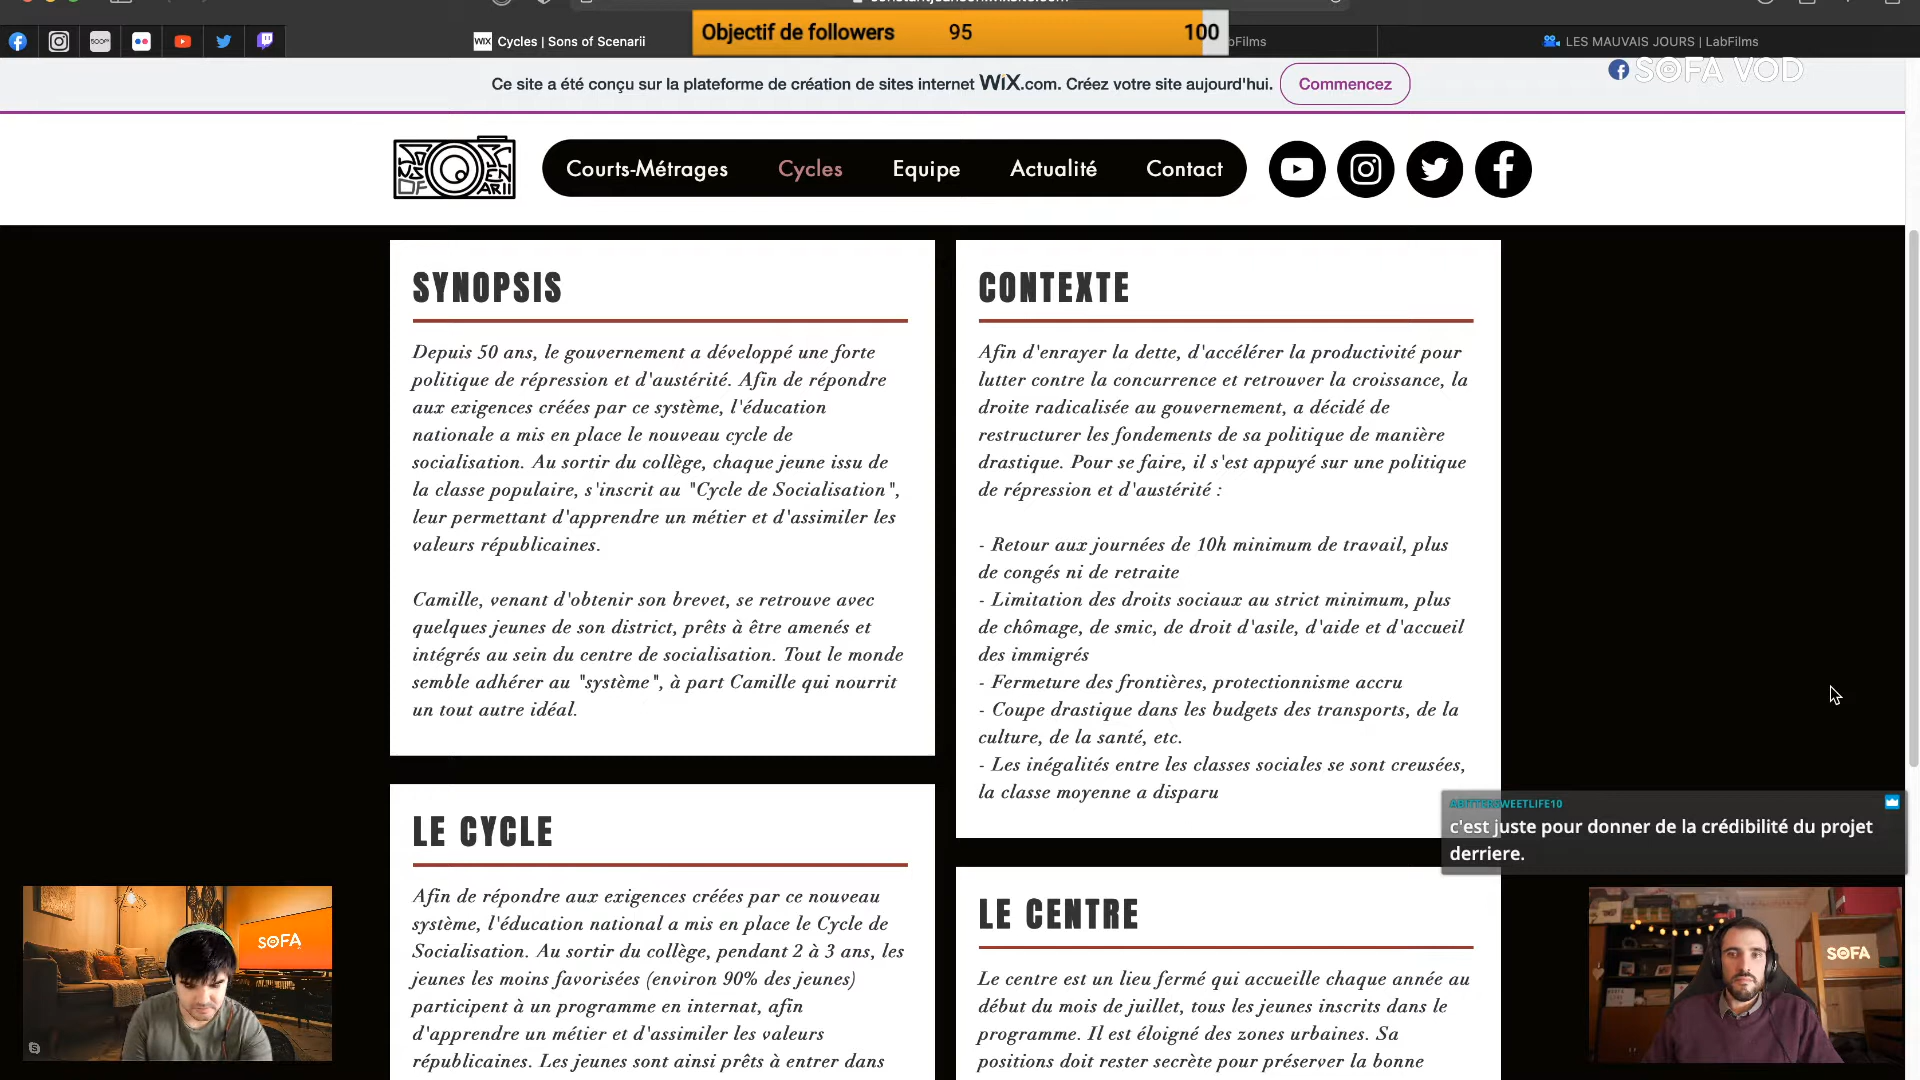 Objectif de followers 95 100
Cycles | Sons of Scenarii
LES MAUVAIS JOURS | LabFilms
SOFA VOD
Ce site a été conçu sur la plateforme de création de sites internet WiX.com. Créez votre site aujourd'hui.
Commencez
Courts-Métrages Cycles Equipe Actualité Contact
SYNOPSIS
Depuis 50 ans, le gouvernement a développé une forte
politique de répression et d'austérité. Afin de répondre
aux exigences créées par ce système, l'éducation
nationale a mis en place le nouveau cycle de
socialisation. Au sortir du collège, chaque jeune issu de
la classe populaire, s'inscrit au "Cycle de Socialisation",
leur permettant d'apprendre un métier et d'assimiler les
valeurs républicaines.
Camille, venant d'obtenir son brevet, se retrouve avec
quelques jeunes de son district, prêts à être amenés et
intégrés au sein du centre de socialisation. Tout le monde
semble adhérer au "système", à part Camille qui nourrit
un tout autre idéal.
CONTEXTE
Afin d'enrayer la dette, d'accélérer la productivité pour
lutter contre la concurrence et retrouver la croissance, la
droite radicalisée au gouvernement, a décidé de
restructurer les fondements de sa politique de manière
drastique. Pour se faire, il s'est appuyé sur une politique
de répression et d'austérité :
- Retour aux journées de 10h minimum de travail, plus
de congés ni de retraite
- Limitation des droits sociaux au strict minimum, plus
de chômage, de smic, de droit d'asile, d'aide et d'accueil
des immigrés
- Fermeture des frontières, protectionnisme accru
- Coupe drastique dans les budgets des transports, de la
culture, de la santé, etc.
- Les inégalités entre les classes sociales se sont creusées,
la classe moyenne a disparu
LE CYCLE
Afin de répondre aux exigences créées par ce nouveau
système, l'éducation national a mis en place le Cycle de
Socialisation. Au sortir du collège, pendant 2 à 3 ans, les
jeunes les moins favorisées (environ 90% des jeunes)
participent à un programme en internat, afin
d'apprendre un métier et d'assimiler les valeurs
républicaines. Les jeunes sont ainsi prêts à entrer dans
LE CENTRE
Le centre est un lieu fermé qui accueille chaque année au
début du mois de juillet, tous les jeunes inscrits dans le
programme. Il est éloigné des zones urbaines. Sa
positions doit rester secrète pour préserver la bonne
ABITTERSWEETLIFE10
c'est juste pour donner de la crédibilité du projet
derriere.
SOFA
SOFA